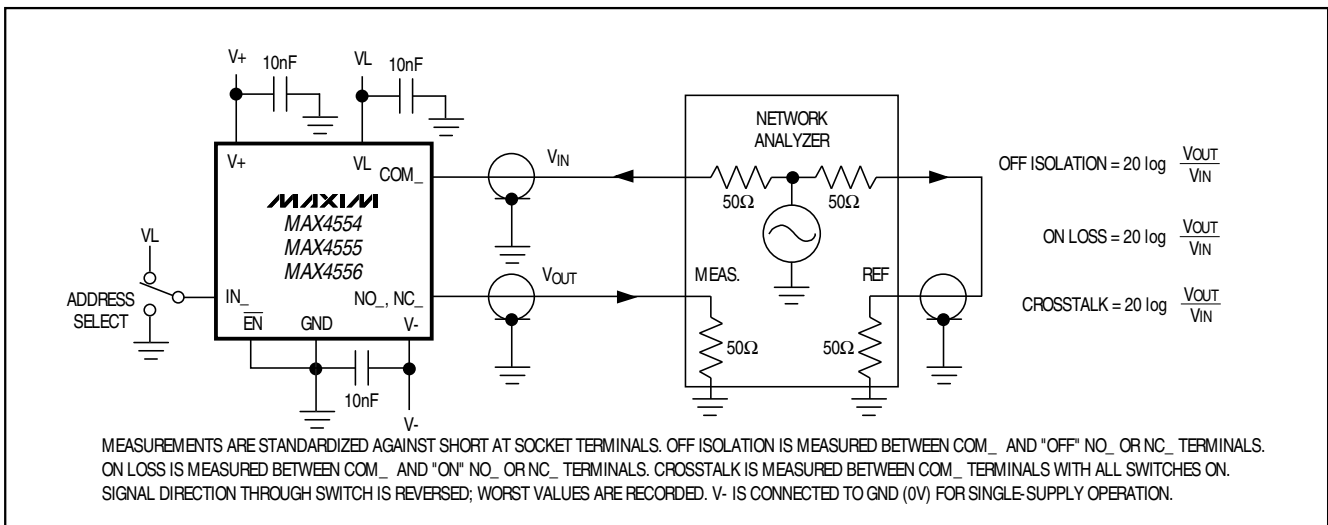 V+ 10nF VL 10nF
V+ VL COM_
MAXIM
MAX4554
MAX4555
MAX4556
IN_ NO_, NC_
EN GND V-
VL
ADDRESS
SELECT
10nF
V-
VIN
VOUT
NETWORK
ANALYZER
50Ω 50Ω
MEAS. REF
50Ω 50Ω
OFF ISOLATION = 20 log VOUT
VIN
ON LOSS = 20 log VOUT
VIN
CROSSTALK = 20 log VOUT
VIN
MEASUREMENTS ARE STANDARDIZED AGAINST SHORT AT SOCKET TERMINALS. OFF ISOLATION IS MEASURED BETWEEN COM_ AND "OFF" NO_ OR NC_ TERMINALS.
ON LOSS IS MEASURED BETWEEN COM_ AND "ON" NO_ OR NC_ TERMINALS. CROSSTALK IS MEASURED BETWEEN COM_ TERMINALS WITH ALL SWITCHES ON.
SIGNAL DIRECTION THROUGH SWITCH IS REVERSED; WORST VALUES ARE RECORDED. V- IS CONNECTED TO GND (0V) FOR SINGLE-SUPPLY OPERATION.